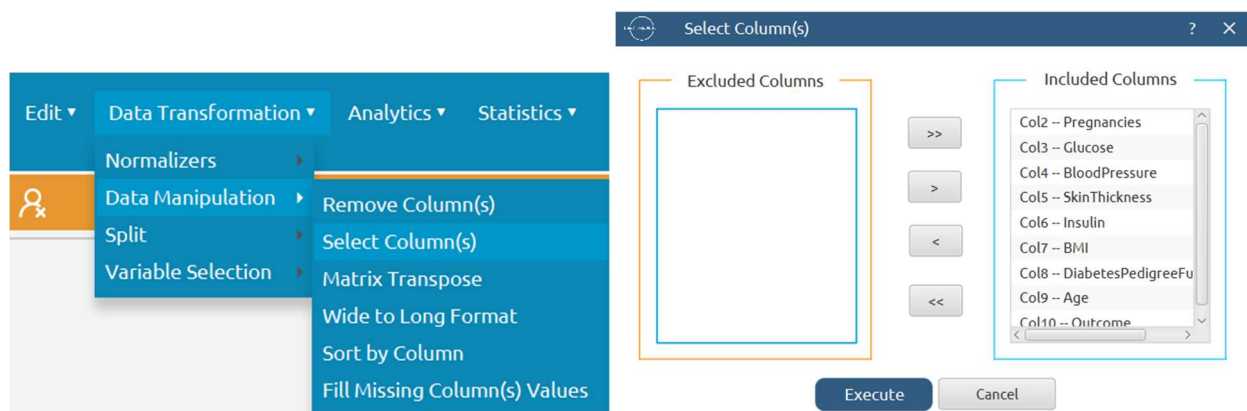 Edit ▾ Data Transformation ▾ Analytics ▾ Statistics ▾
Normalizers
Data Manipulation
Split
Variable Selection
Remove Column(s)
Select Column(s)
Matrix Transpose
Wide to Long Format
Sort by Column
Fill Missing Column(s) Values
Select Column(s) ? ×
Excluded Columns
Included Columns
>>
>
<
<<
Col2 -- Pregnancies
Col3 -- Glucose
Col4 -- BloodPressure
Col5 -- SkinThickness
Col6 -- Insulin
Col7 -- BMI
Col8 -- DiabetesPedigreeFu
Col9 -- Age
Col10 -- Outcome
Execute
Cancel